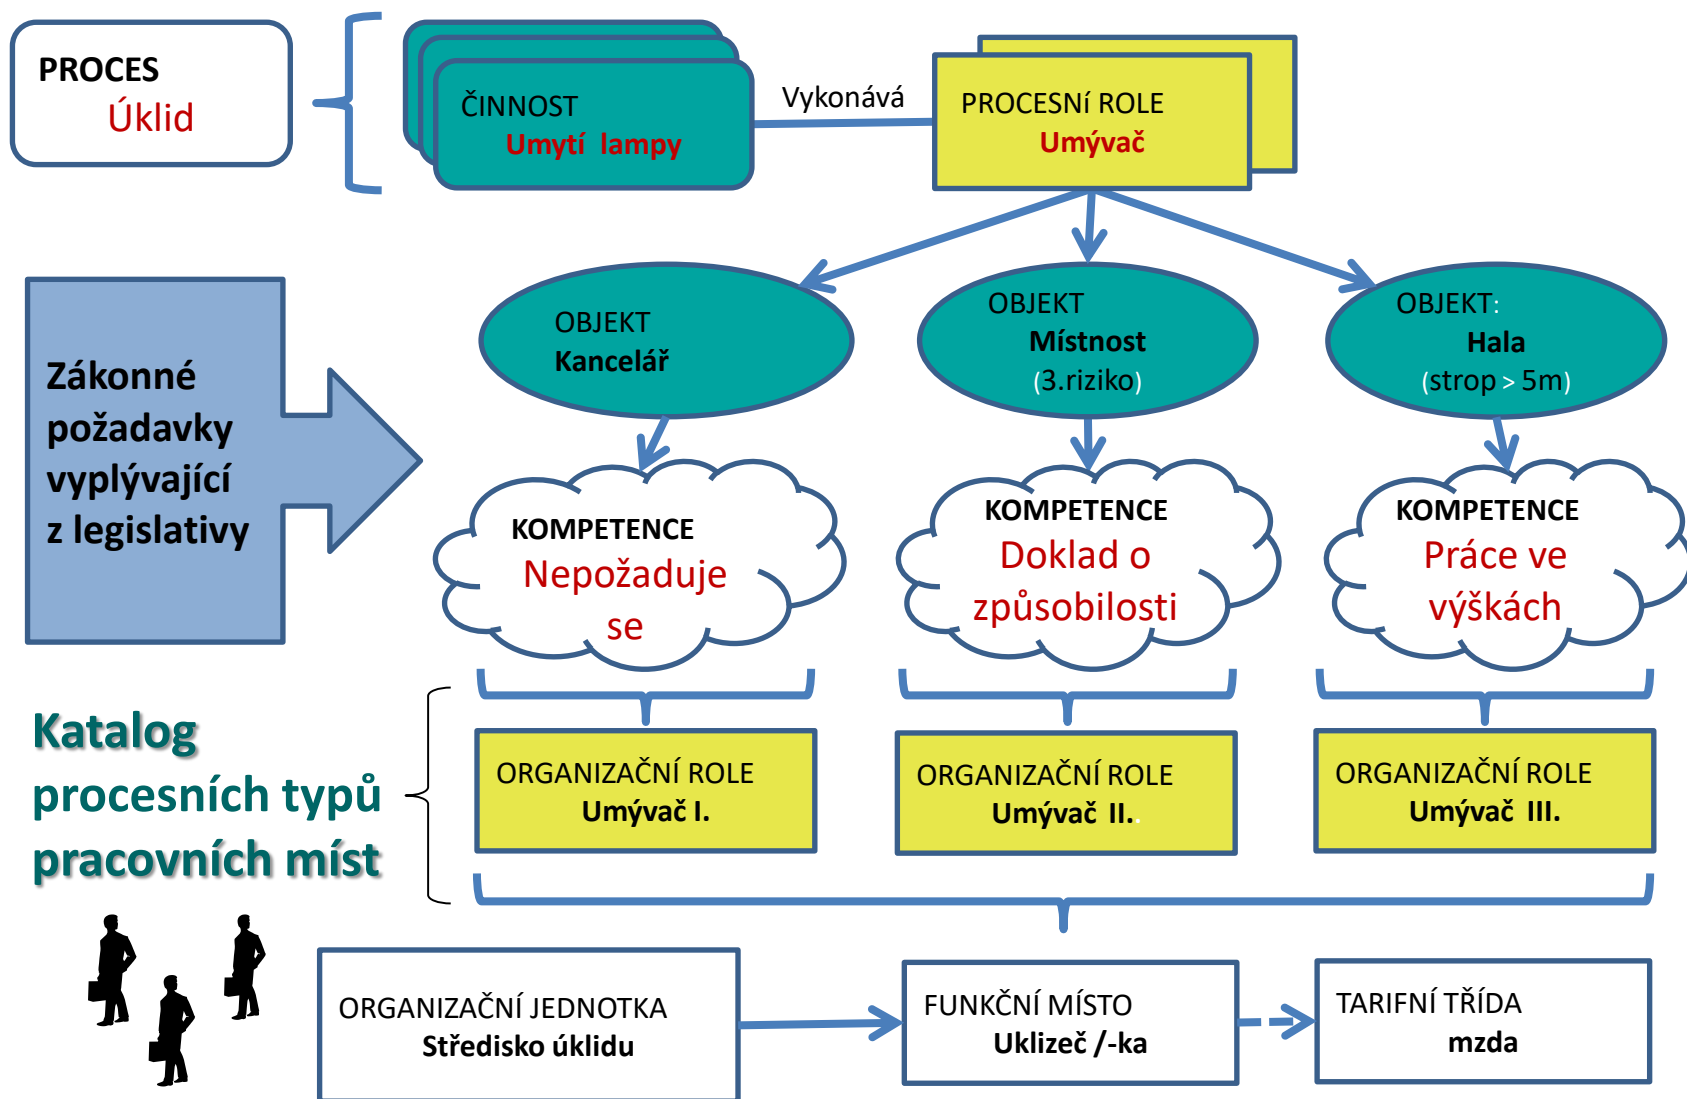 PROCES
Úklid
ČINNOST
Umytí lampy
Vykonává
PROCESNí ROLE
Umývač
Zákonné
požadavky
vyplývající
z legislativy
OBJEKT
Kancelář
OBJEKT
Místnost
(3.riziko)
OBJEKT:
Hala
(strop > 5m)
KOMPETENCE
Nepožaduje
se
KOMPETENCE
Doklad o
způsobilosti
KOMPETENCE
Práce ve
výškách
Katalog
procesních typů
pracovních míst
ORGANIZAČNÍ ROLE
Umývač I.
ORGANIZAČNÍ ROLE
Umývač II..
ORGANIZAČNÍ ROLE
Umývač III.
ORGANIZAČNÍ JEDNOTKA
Středisko úklidu
FUNKČNÍ MÍSTO
Uklizeč /-ka
TARIFNÍ TŘÍDA
mzda